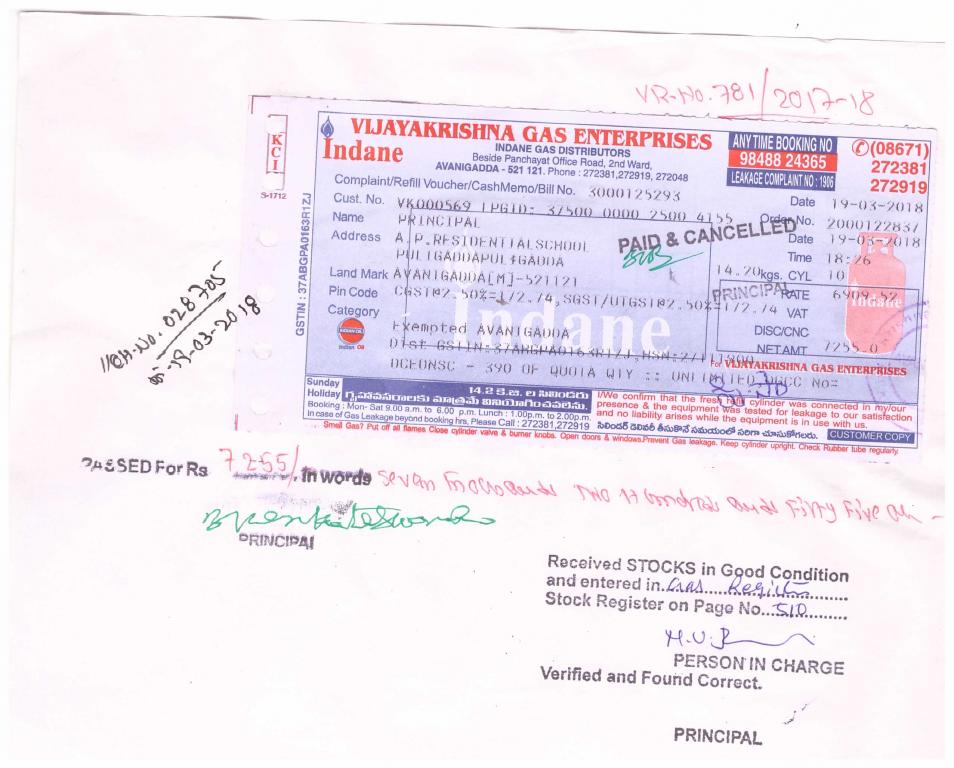 VR-No. 781/2017-18
KCI
S-1712
GSTIN : 37ABGPA0163R1ZJ
VIJAYAKRISHNA GAS ENTERPRISES
Indane
INDANE GAS DISTRIBUTORS
Beside Panchayat Office Road, 2nd Ward,
AVANIGADDA - 521 121. Phone : 272381,272919, 272048
ANY TIME BOOKING NO
98488 24365
LEAKAGE COMPLAINT NO : 1906
(08671)
272381
272919
Complaint/Refill Voucher/CashMemo/Bill No. 3000125293
Date 19-03-2018
Cust. No. VK000569 LPGID: 37500 0000 2500 4155 Order No. 2000122837
Name PRINCIPAL
Date 19-03-2018
PAID & CANCELLED
Address A.P.RESIDENTIALSCHOOL
Time 18:26
PULIGADDAPULIGADDA
14.20kgs. CYL 10
Land Mark AVANIGADDA[M]-521121
PRINCIPAL
RATE 6909.52
Pin Code CGST@2.50%=172.74,SGST/UTGST@2.50%=172.74 VAT
Category
Indane
DISC/CNC
Exempted AVANIGADDA
NET.AMT 7255.0
Dist GSTIN:37ABGPA0163R1ZJ,HSN:27111900
For VIJAYAKRISHNA GAS ENTERPRISES
INDIAN OIL
Indian Oil
DCEDNSC - 390 OF QUOTA QTY :: UNLIMITED DGCC No=
Sunday
Holiday
14.2 కె.జి.ల సిలిండరు
గృహావసరాలకు మాత్రమే వినియోగించవలెను.
Booking : Mon- Sat 9.00 a.m. to 6.00 p.m. Lunch : 1.00p.m. to 2.00p.m.
In case of Gas Leakage beyond booking hrs, Please Call : 272381,272919
I/We confirm that the fresh refill cylinder was connected in my/our
presence & the equipment was tested for leakage to our satisfaction
and no liability arises while the equipment is in use with us.
సిలిండర్ డెలివరీ తీసుకొనే సమయంలో సరిగా చూసుకోగలరు.
CUSTOMER COPY
Smell Gas? Put off all flames Close cylinder valve & burner knobs. Open doors & windows.Prevent Gas leakage. Keep cylinder upright. Check Rubber tube regularly.
No. 028705
19-03-2018
PASSED For Rs 7255/ . In words Seven Thousand Two Hundred and Fifty Five
PRINCIPAL
Received STOCKS in Good Condition
and entered in Gas Register
Stock Register on Page No...510
PERSON IN CHARGE
Verified and Found Correct.
PRINCIPAL